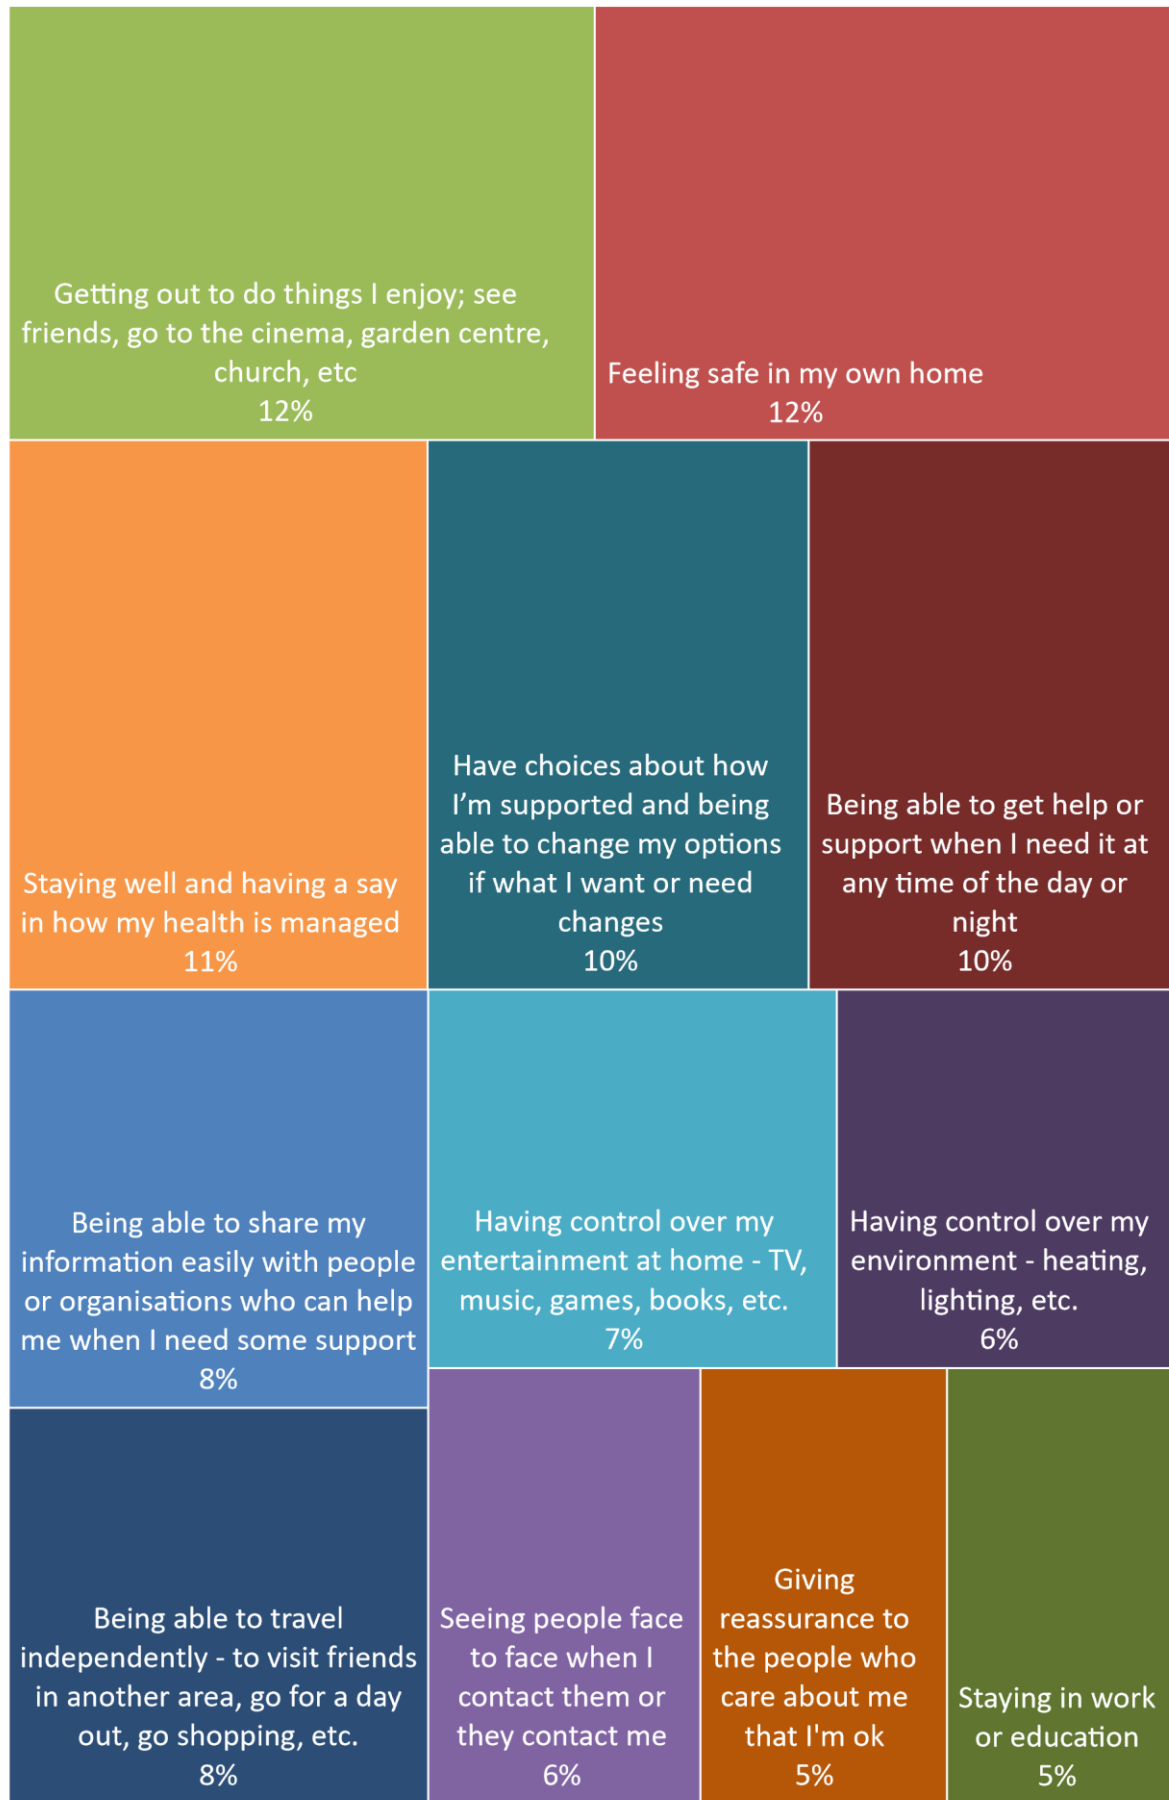 Getting out to do things I enjoy; see
friends, go to the cinema, garden centre,
church, etc
12%
Feeling safe in my own home
12%
Staying well and having a say
in how my health is managed
11%
Have choices about how
I’m supported and being
able to change my options
if what I want or need
changes
10%
Being able to get help or
support when I need it at
any time of the day or
night
10%
Being able to share my
information easily with people
or organisations who can help
me when I need some support
8%
Having control over my
entertainment at home - TV,
music, games, books, etc.
7%
Having control over my
environment - heating,
lighting, etc.
6%
Being able to travel
independently - to visit friends
in another area, go for a day
out, go shopping, etc.
8%
Seeing people face
to face when I
contact them or
they contact me
6%
Giving
reassurance to
the people who
care about me
that I'm ok
5%
Staying in work
or education
5%